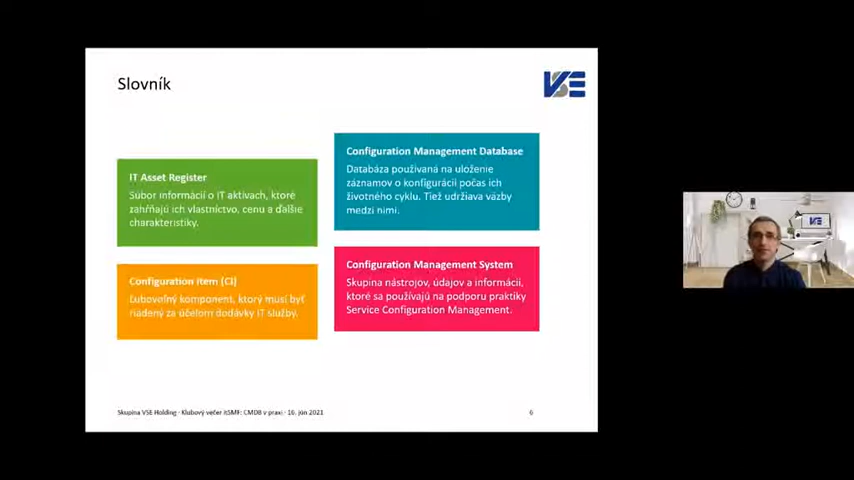 Slovník
VSE
IT Asset Register
Súbor informácií o IT aktívach, ktoré
zahŕňajú ich vlastníctvo, cenu a ďalšie
charakteristiky.
Configuration Item (CI)
Ľubovoľný komponent, ktorý musí byť
riadený za účelom dodávky IT služby.
Configuration Management Database
Databáza používaná na uloženie
záznamov o konfigurácii počas ich
životného cyklu. Tiež udržiava väzby
medzi nimi.
Configuration Management System
Skupina nástrojov, údajov a informácií,
ktoré sa používajú na podporu praktiky
Service Configuration Management.
Skupina VSE Holding · Klubový večer itSMF: CMDB v praxi · 16. jún 2021
6
VSE